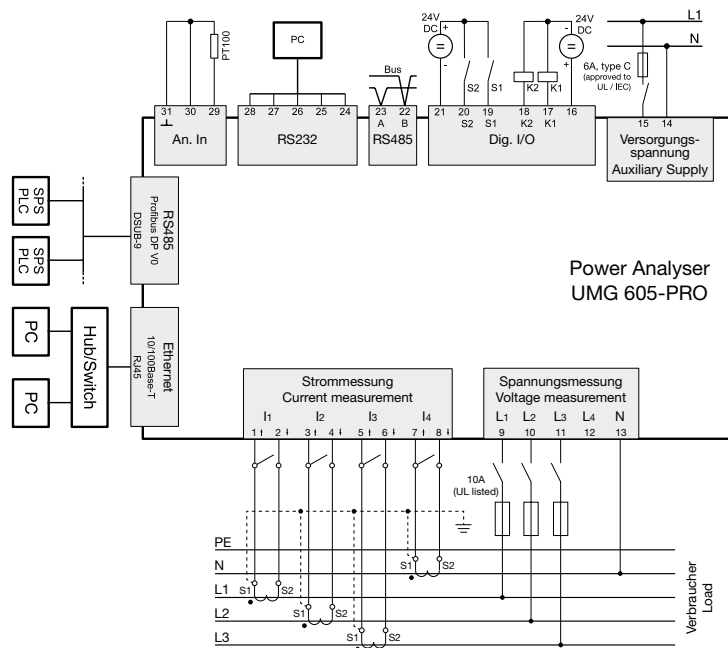 24V
DC
+
-
24V
DC
-
+
L1
N
PT100
PC
Bus
S2
S1
K2
K1
6A, type C
(approved to
UL / IEC)
31
30
29
28
27
26
25
24
23
22
21
20
19
18
17
16
15
14
A
B
S2
S1
K2
K1
An. In
RS232
RS485
Dig. I/O
Versorgungs-
spannung
Auxiliary Supply
SPS
PLC
SPS
PLC
RS485
Profibus DP V0
DSUB-9
Power Analyser
UMG 605-PRO
PC
PC
Hub/Switch
Ethernet
10/100Base-T
RJ45
Strommessung
Current measurement
I1
I2
I3
I4
1
2
3
4
5
6
7
8
Spannungsmessung
Voltage measurement
L1
L2
L3
L4
N
9
10
11
12
13
10A
(UL listed)
PE
N
L1
L2
L3
S1
S2
S1
S2
S1
S2
S1
S2
Verbraucher
Load